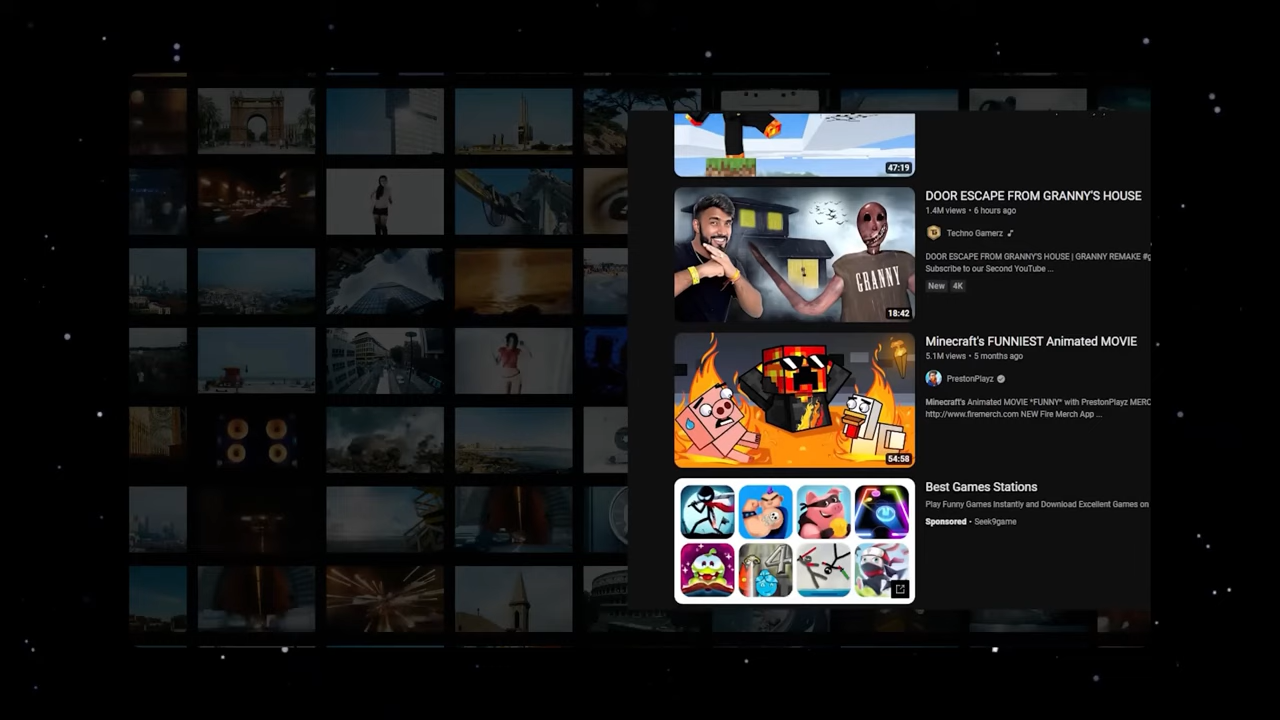 47:19
DOOR ESCAPE FROM GRANNY'S HOUSE
1.4M views • 6 hours ago
Techno Gamerz
DOOR ESCAPE FROM GRANNY'S HOUSE | GRANNY REMAKE #g
Subscribe to our Second YouTube ...
New 4K
GRANNY
18:42
Minecraft's FUNNIEST Animated MOVIE
5.1M views • 5 months ago
PrestonPlayz
Minecraft's Animated MOVIE *FUNNY* with PrestonPlayz MERC
http://www.firemerch.com NEW Fire Merch App ...
54:58
Best Games Stations
Play Funny Games Instantly and Download Excellent Games on
Sponsored • Seek9game
4